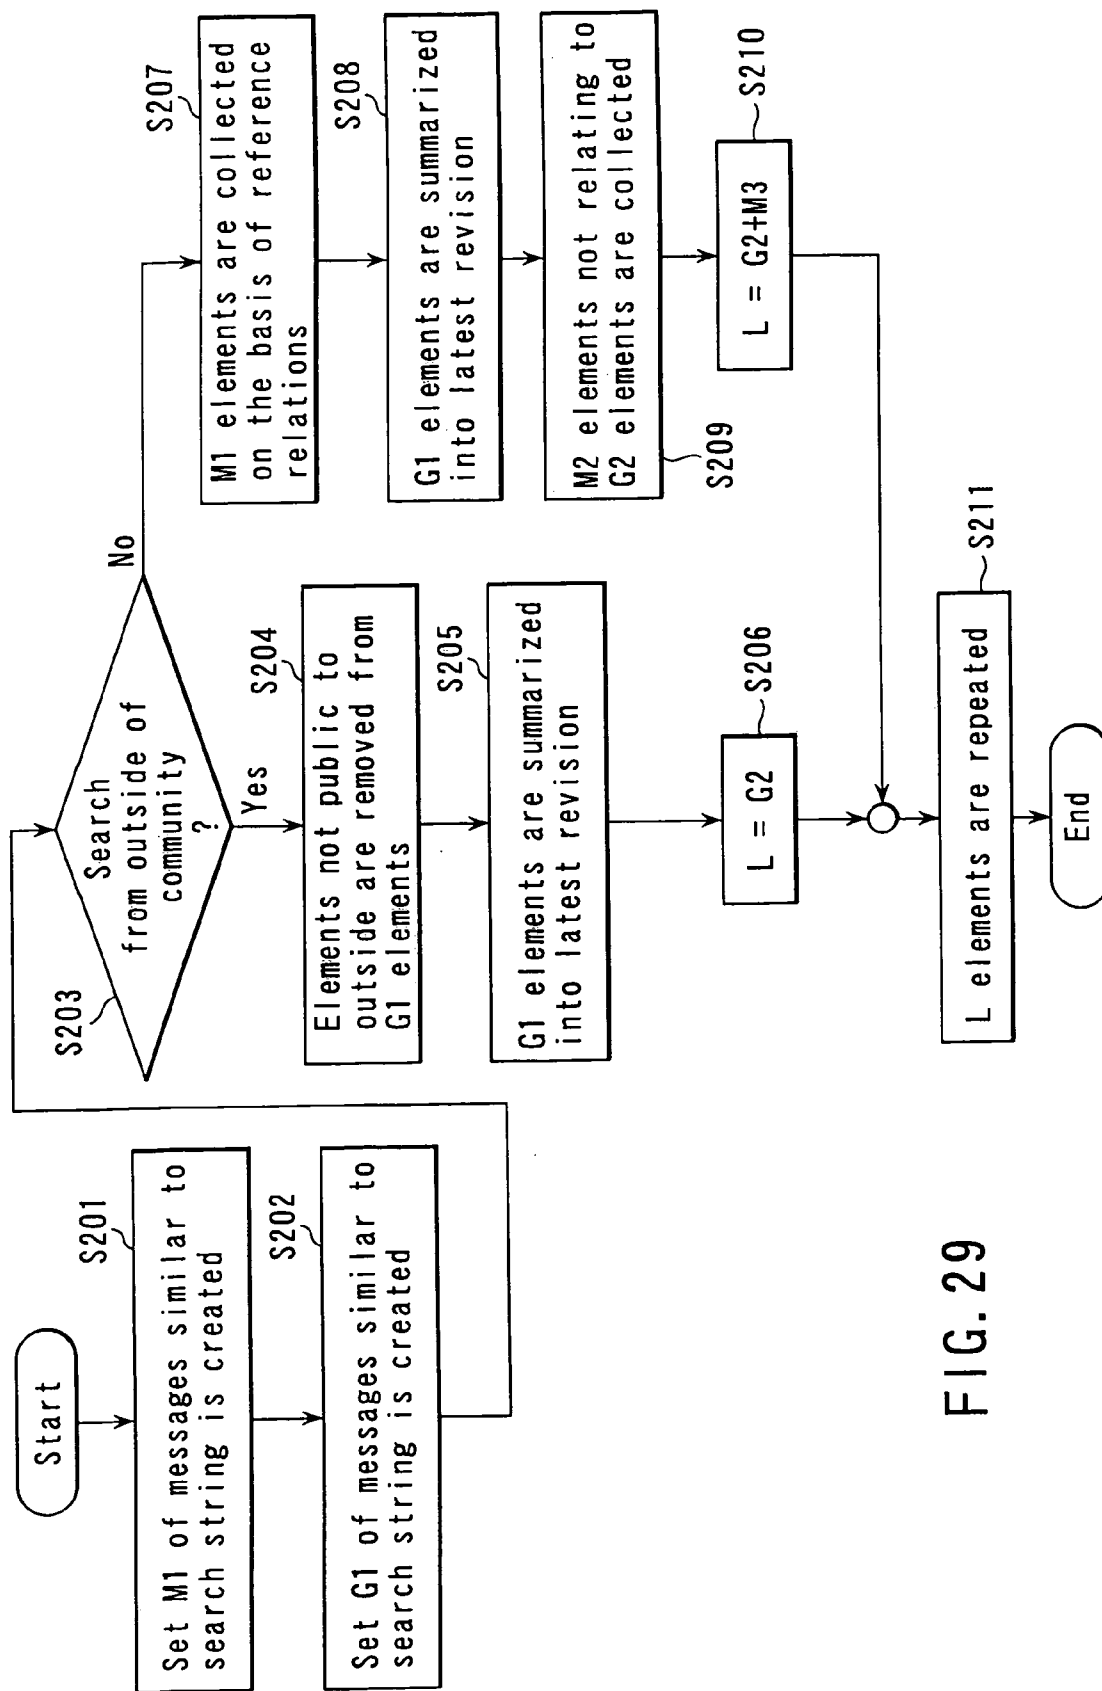 Start
S201
Set M1 of messages similar to
search string is created
S202
Set G1 of messages similar to
search string is created
S203
Search
from outside of
community
?
Yes
No
S204
Elements not public to
outside are removed from
G1 elements
S205
G1 elements are summarized
into latest revision
S206
L = G2
S207
M1 elements are collected
on the basis of reference
relations
S208
G1 elements are summarized
into latest revision
M2 elements not relating to
G2 elements are collected
S209
S210
L = G2+M3
S211
L elements are repeated
End
FIG. 29